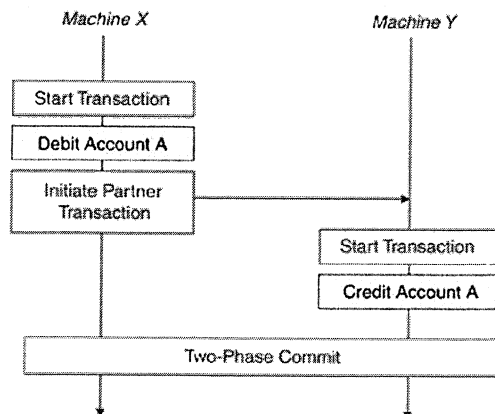 Machine X
Machine Y
Start Transaction
Debit Account A
Initiate Partner
Transaction
Start Transaction
Credit Account A
Two-Phase Commit